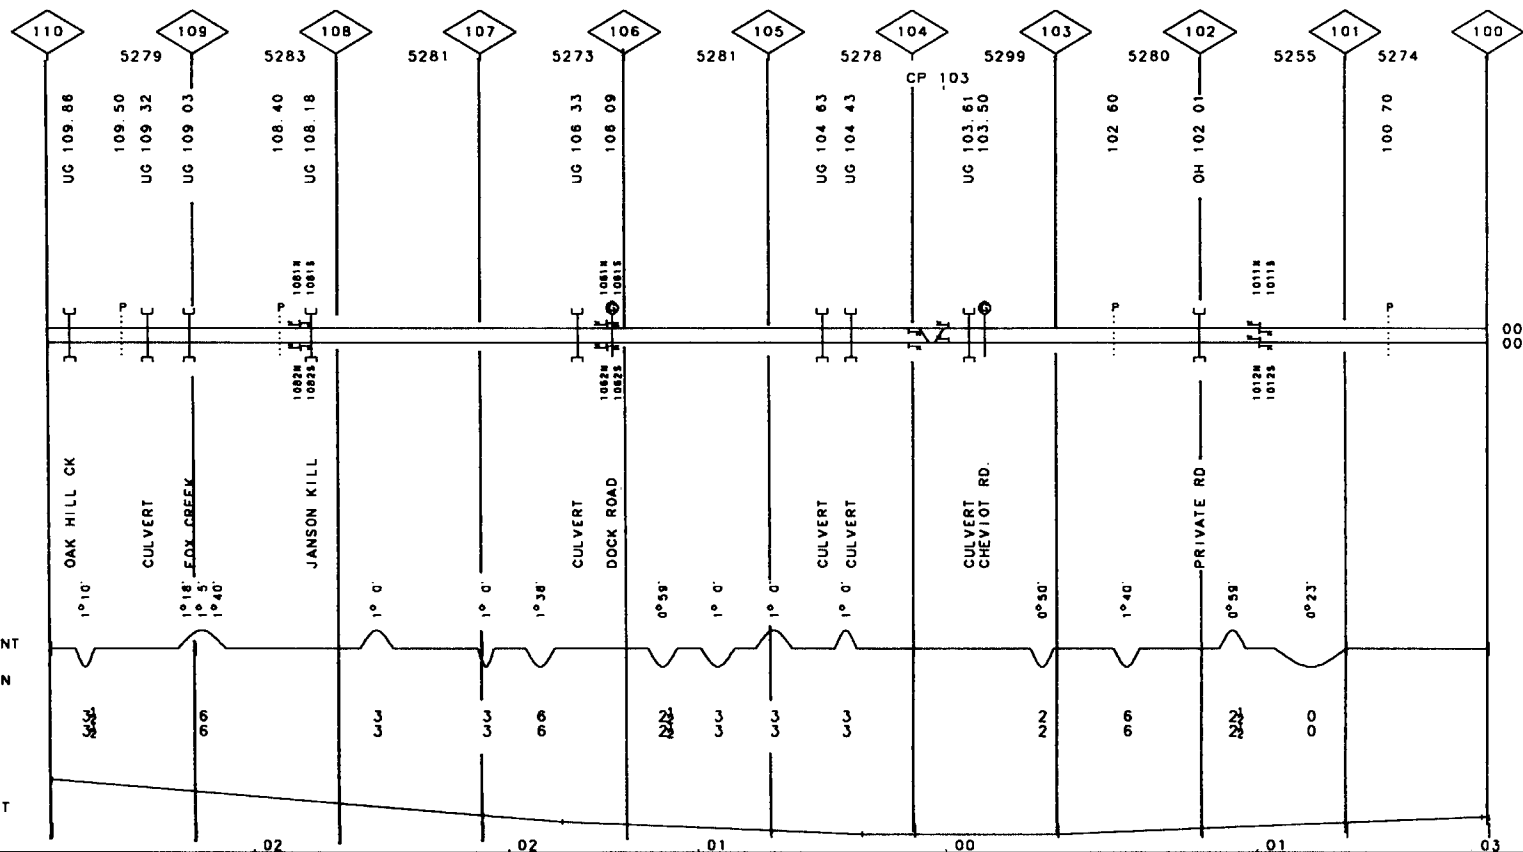 110 109 108 107 106 105 104 103 102 101 100
5279 5283 5281 5273 5281 5278 5299 5280 5255 5274
CP 103
UG 109.86
109.50
UG 109 32
UG 109 03
108.40
UG 108.18
UG 106 33
106 09
UG 104 63
UG 104 43
UG 103.61
103.50
102 60
OH 102 01
100 70
1081N
1081S
1061N
1061S
1011N
1011S
P P P P
G G
00
00
1082N
1082S
1062N
1062S
1012N
1012S
OAK HILL CK
CULVERT
FOX CREEK
JANSON KILL
CULVERT
DOCK ROAD
CULVERT
CULVERT
CULVERT
CHEVIOT RD.
PRIVATE RD
1°10'
1°18'
1° 5'
1°40'
1° 0'
1° 0'
1°38'
0°59'
1° 0'
1° 0'
1° 0'
0°50'
1°40'
0°59'
0°23'
NT
N
3½ 6 3 3 6 2½ 3 3 3 2 6 2½ 0
3½ 6 3 3 6 2½ 3 3 3 2 6 2½ 0
T
.02 .02 .01 .00 .01 .03